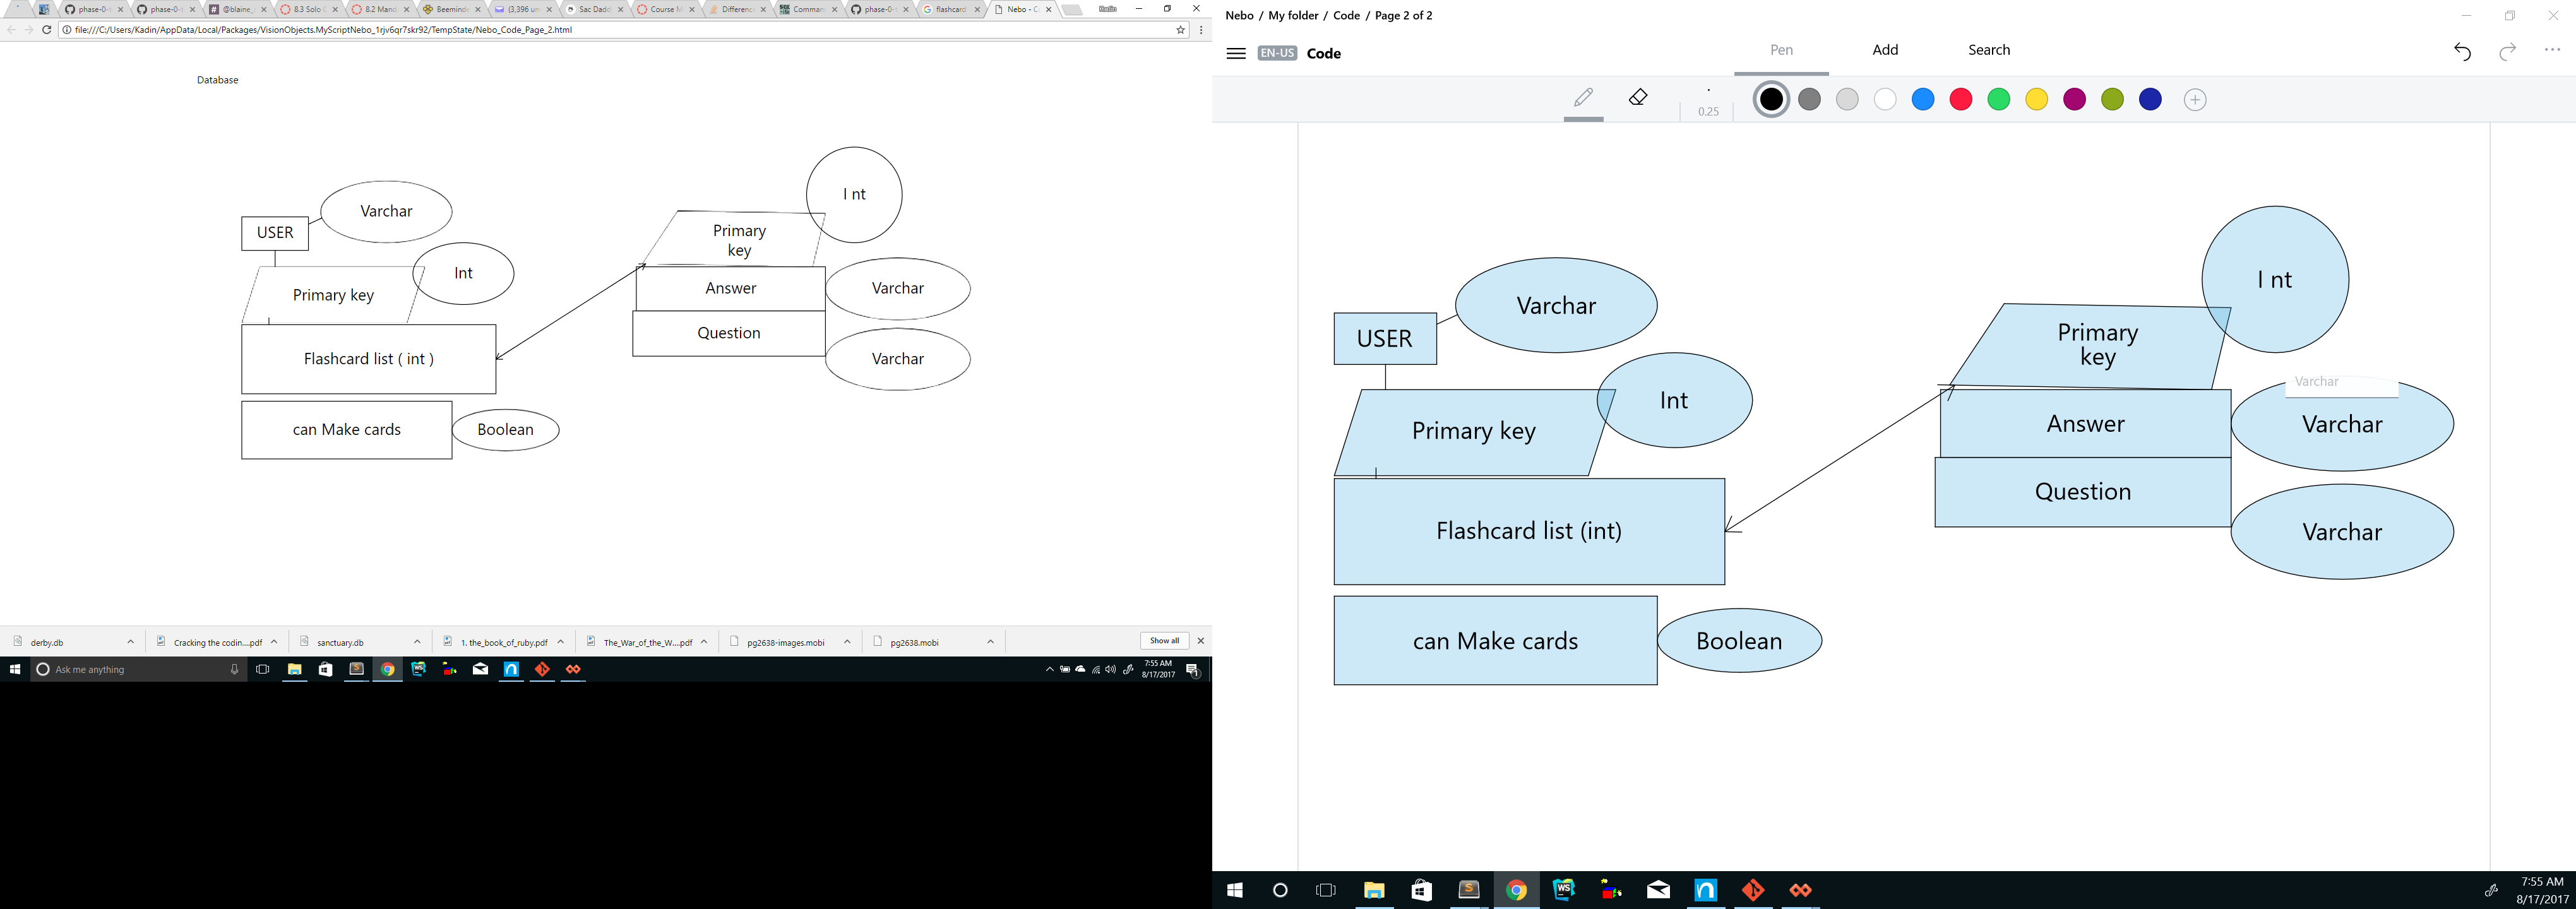 phase-0-
phase-0-
@blaine_
8.3 Solo
8.2 Mand
Beeminde
(3,396 un
Sac Dadd
Course M
Difference
Comman
phase-0-
flashcard
Nebo - C
Kadin
file:///C:/Users/Kadin/AppData/Local/Packages/VisionObjects.MyScriptNebo_1rjv6qr7skr92/TempState/Nebo_Code_Page_2.html
Database
Varchar
USER
Int
Primary key
Flashcard list ( int )
can Make cards
Boolean
I nt
Primary
key
Answer
Varchar
Question
Varchar
derby.db
Cracking the codin....pdf
sanctuary.db
1. the_book_of_ruby.pdf
The_War_of_the_W....pdf
pg2638-images.mobi
pg2638.mobi
Show all
Ask me anything
7:55 AM
8/17/2017
Nebo / My folder / Code / Page 2 of 2
EN-US Code
Pen
Add
Search
0.25
Varchar
USER
Int
Primary key
Flashcard list (int)
can Make cards
Boolean
I nt
Primary
key
Varchar
Answer
Varchar
Question
Varchar
7:55 AM
8/17/2017